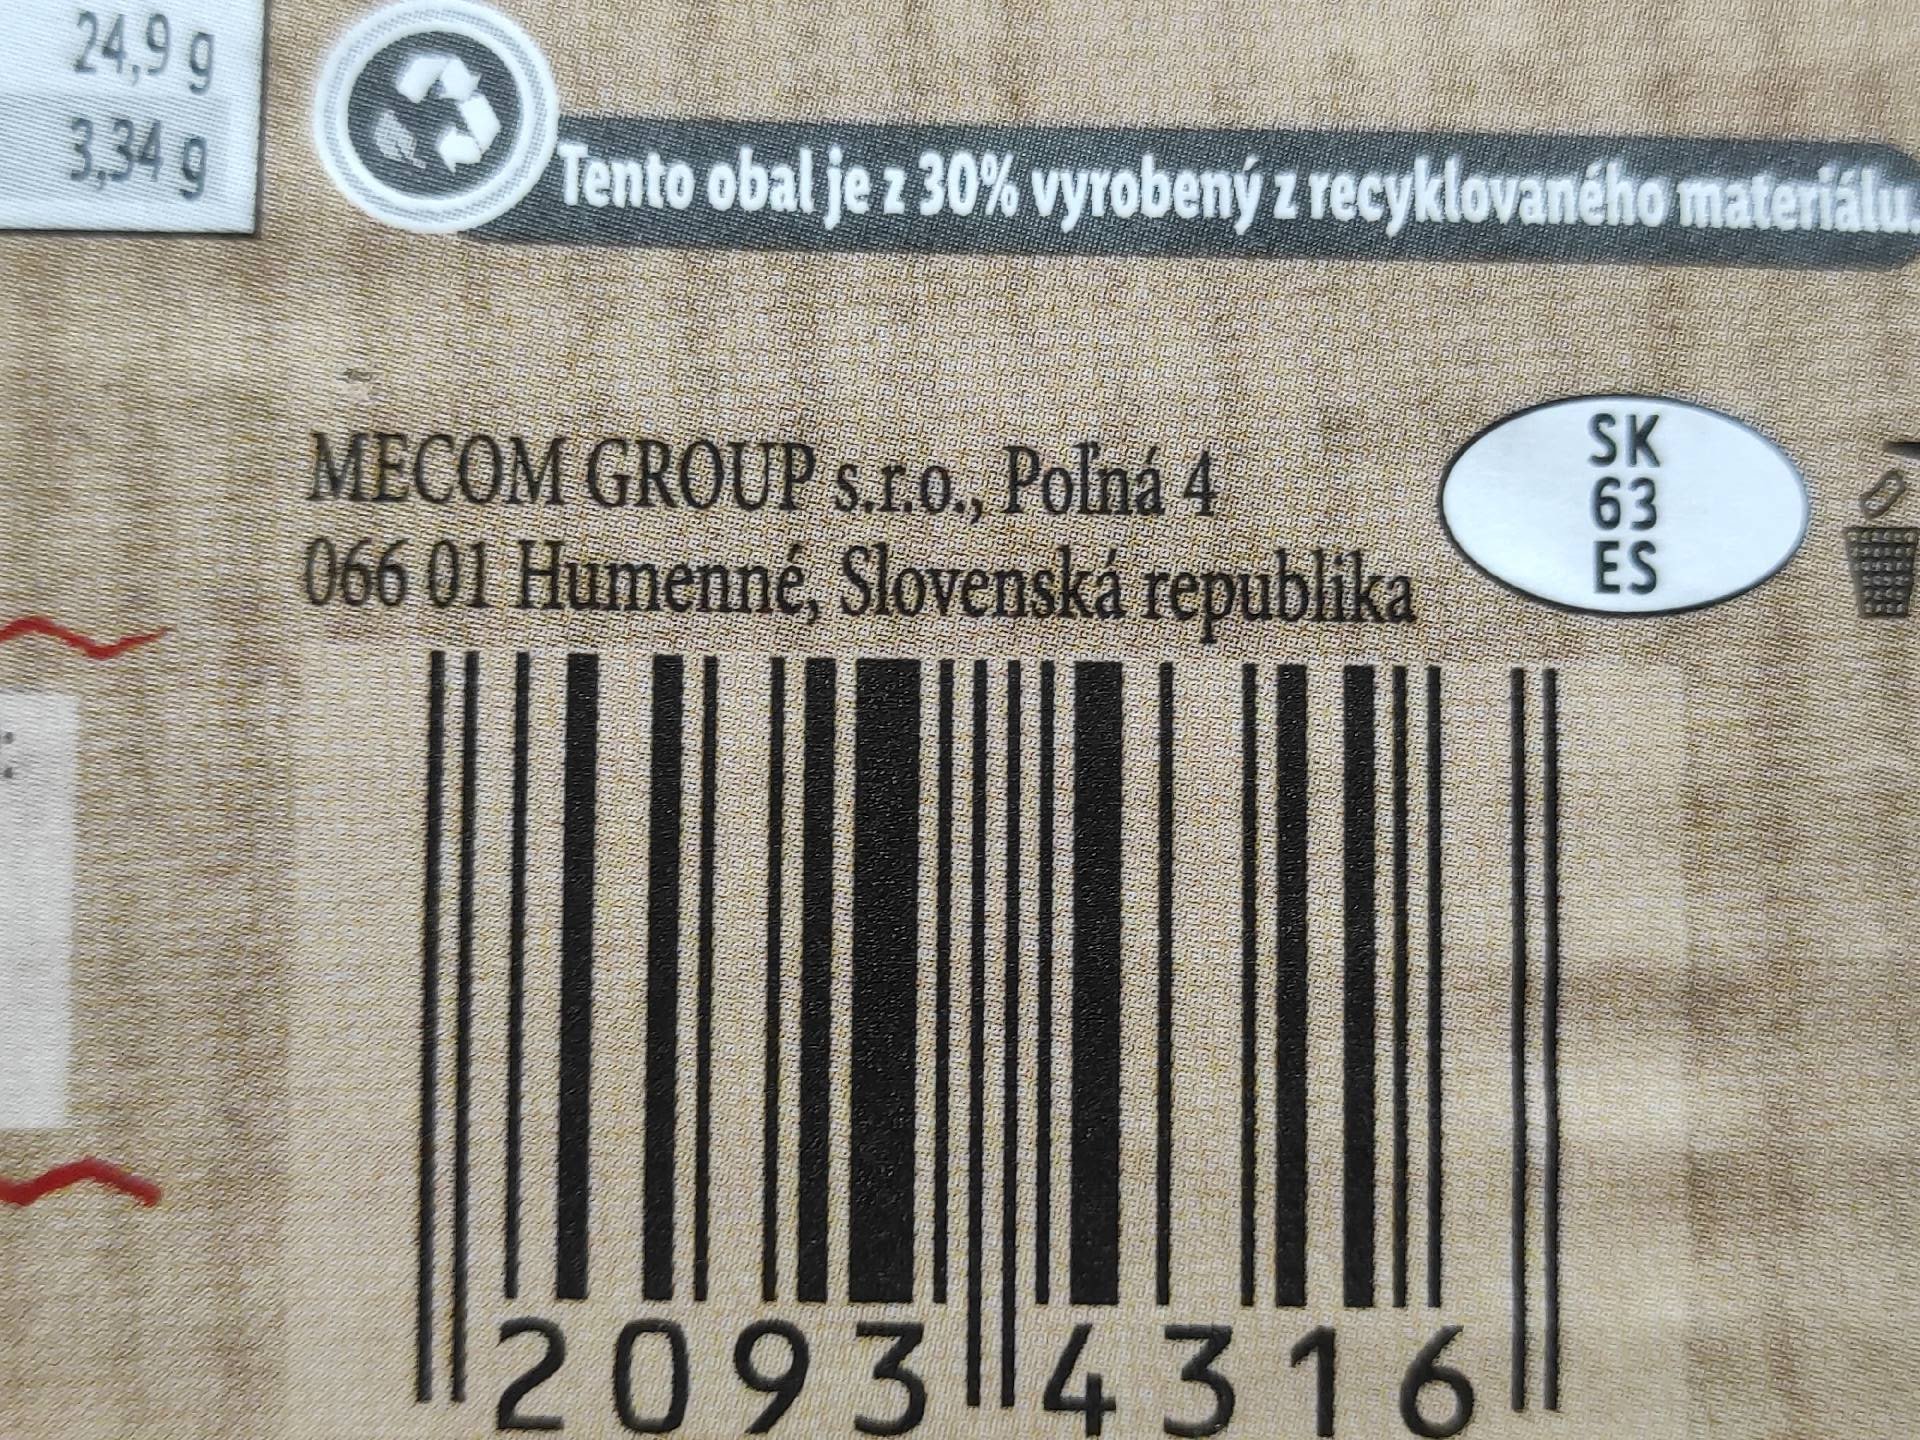 24,9 g
3,34 g
Tento obal je z 30% vyrobený z recyklovaného materiálu.
MECOM GROUP s.r.o., Poľná 4
066 01 Humenné, Slovenská republika
SK
63
ES
:
2093 4316